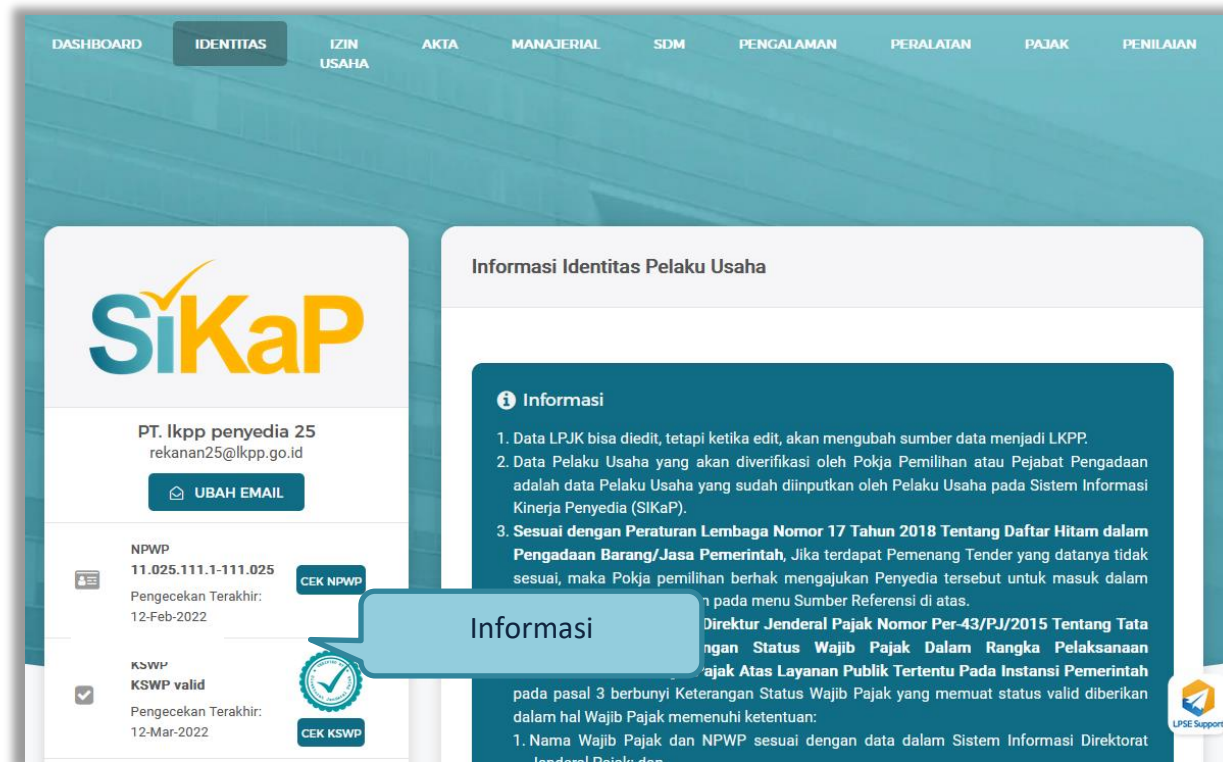 DASHBOARD IDENTITAS IZIN USAHA AKTA MANAJERIAL SDM PENGALAMAN PERALATAN PAJAK PENILAIAN
SiKaP
PT. lkpp penyedia 25
rekanan25@lkpp.go.id
UBAH EMAIL
NPWP
11.025.111.1-111.025
CEK NPWP
Pengecekan Terakhir:
12-Feb-2022
KSWP
KSWP valid
Pengecekan Terakhir:
12-Mar-2022
CEK KSWP
Informasi
Informasi Identitas Pelaku Usaha
Informasi
1. Data LPJK bisa diedit, tetapi ketika edit, akan mengubah sumber data menjadi LKPP.
2. Data Pelaku Usaha yang akan diverifikasi oleh Pokja Pemilihan atau Pejabat Pengadaan
adalah data Pelaku Usaha yang sudah diinputkan oleh Pelaku Usaha pada Sistem Informasi
Kinerja Penyedia (SIKaP).
3. Sesuai dengan Peraturan Lembaga Nomor 17 Tahun 2018 Tentang Daftar Hitam dalam
Pengadaan Barang/Jasa Pemerintah, Jika terdapat Pemenang Tender yang datanya tidak
sesuai, maka Pokja pemilihan berhak mengajukan Penyedia tersebut untuk masuk dalam
pada menu Sumber Referensi di atas.
Direktur Jenderal Pajak Nomor Per-43/PJ/2015 Tentang Tata
Status Wajib Pajak Dalam Rangka Pelaksanaan
Pajak Atas Layanan Publik Tertentu Pada Instansi Pemerintah
pada pasal 3 berbunyi Keterangan Status Wajib Pajak yang memuat status valid diberikan
dalam hal Wajib Pajak memenuhi ketentuan:
1. Nama Wajib Pajak dan NPWP sesuai dengan data dalam Sistem Informasi Direktorat
Jenderal Pajak; dan
LPSE Support